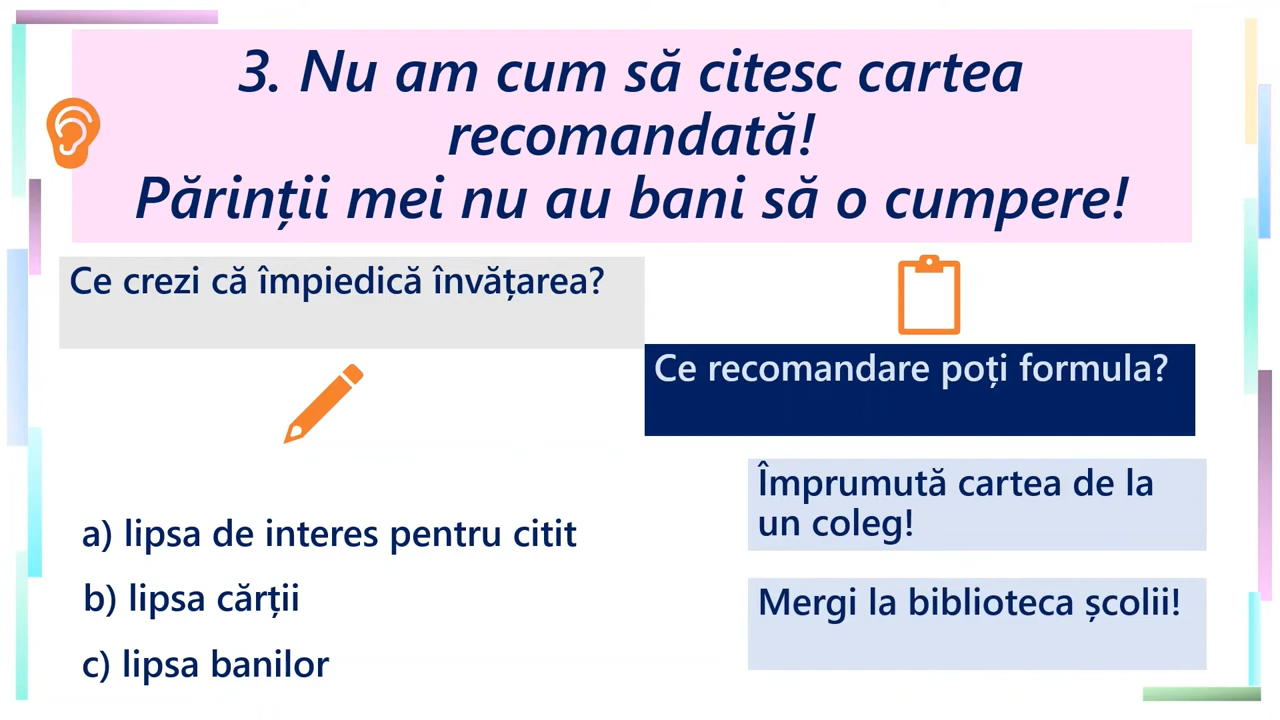 3. Nu am cum să citesc cartea
recomandată!
Părinții mei nu au bani să o cumpere!
Ce crezi că împiedică învățarea?
a) lipsa de interes pentru citit
b) lipsa cărții
c) lipsa banilor
Ce recomandare poți formula?
Împrumută cartea de la
un coleg!
Mergi la biblioteca școlii!